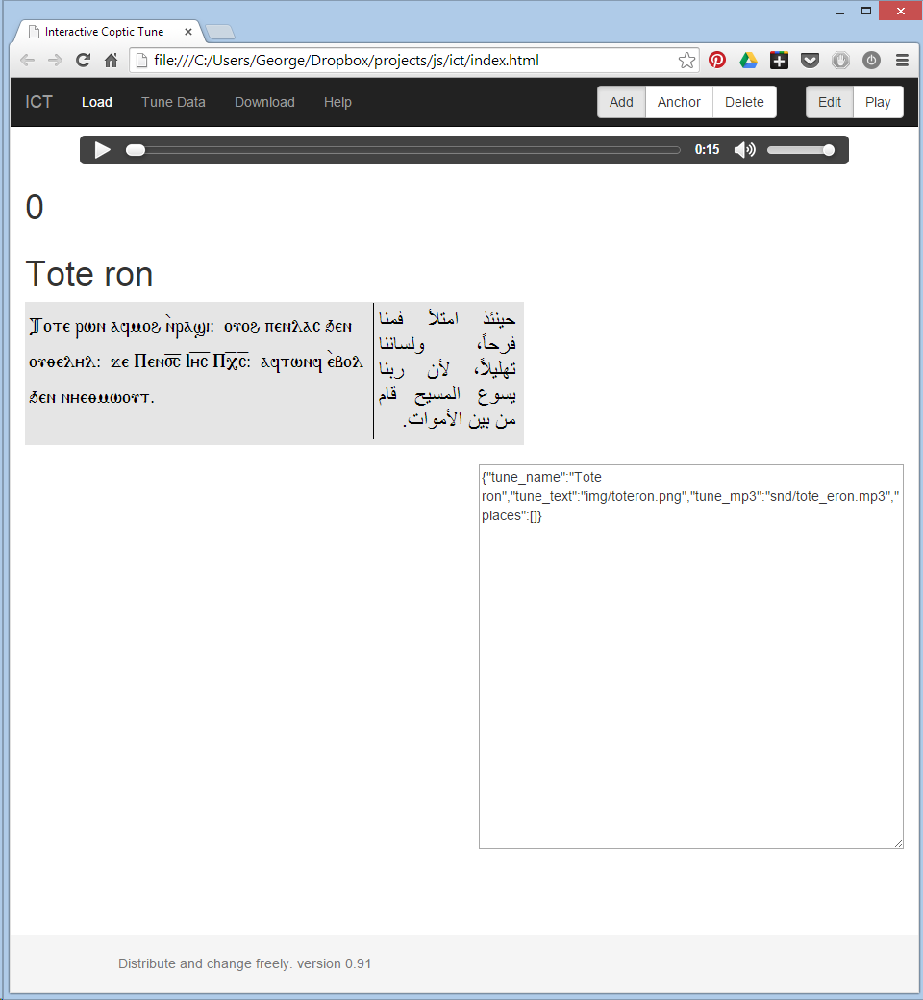 Interactive Coptic Tune
file:///C:/Users/George/Dropbox/projects/js/ict/index.html
ICT Load Tune Data Download Help Add Anchor Delete Edit Play
0:15
0
Tote ron
Ⲧⲟⲧⲉ ⲣⲱⲛ ⲁϥⲙⲟϩ ⲛ̀ⲣⲁϣⲓ: ⲟⲩⲟϩ ⲡⲉⲛⲗⲁⲥ ϧⲉⲛ
ⲟⲩⲑⲉⲗⲏⲗ: ϫⲉ Ⲡⲉⲛⲟ̅ⲥ̅ Ⲓⲏ̅ⲥ̅ Ⲡⲭ̅ⲥ̅: ⲁϥⲧⲱⲛϥ ⲉ̀ⲃⲟⲗ
ϧⲉⲛ ⲛⲏⲉⲑⲙⲱⲟⲩⲧ.
حينئذ امتلأ فمنا
فرحاً، ولساننا
تهليلاً، لأن ربنا
يسوع المسيح قام
من بين الأموات.
{"tune_name":"Tote
ron","tune_text":"img/toteron.png","tune_mp3":"snd/tote_eron.mp3","
places":[]}
Distribute and change freely. version 0.91